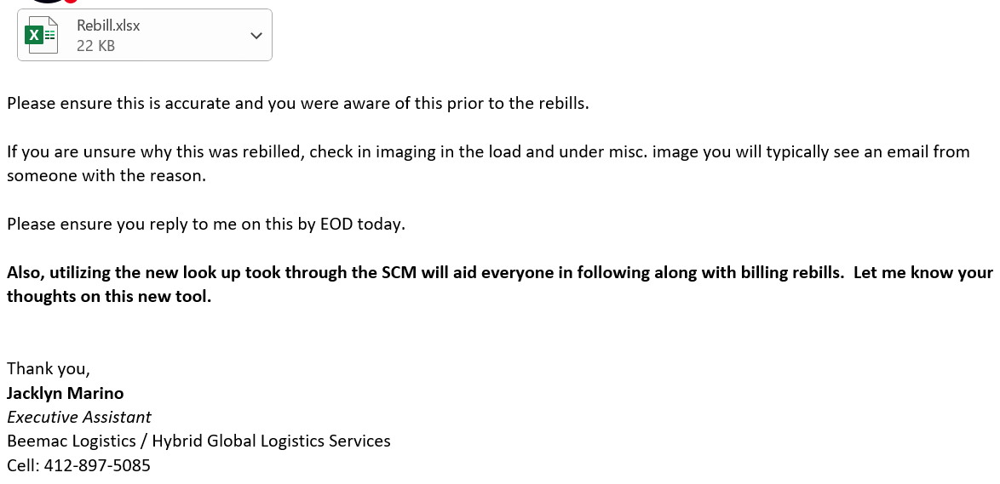 Rebill.xlsx
22 KB
Please ensure this is accurate and you were aware of this prior to the rebills.
If you are unsure why this was rebilled, check in imaging in the load and under misc. image you will typically see an email from
someone with the reason.
Please ensure you reply to me on this by EOD today.
Also, utilizing the new look up took through the SCM will aid everyone in following along with billing rebills.  Let me know your
thoughts on this new tool.
Thank you,
Jacklyn Marino
Executive Assistant
Beemac Logistics / Hybrid Global Logistics Services
Cell: 412-897-5085